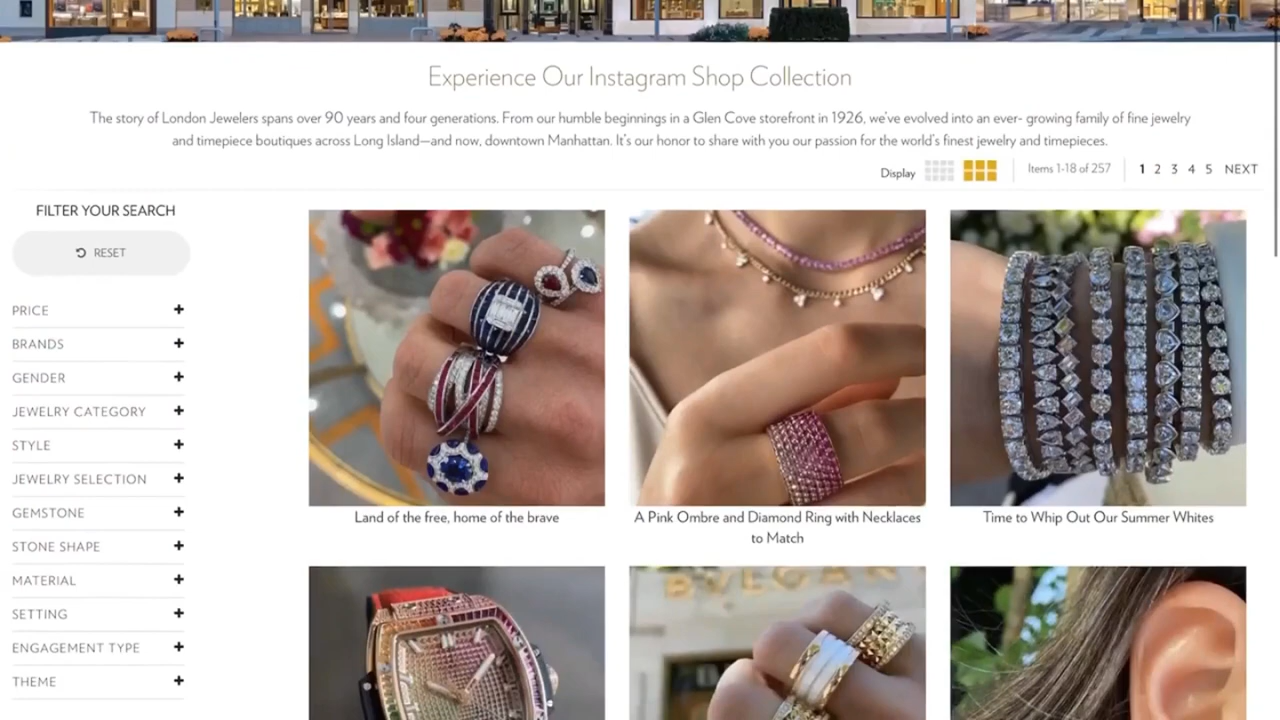 Experience Our Instagram Shop Collection
The story of London Jewelers spans over 90 years and four generations. From our humble beginnings in a Glen Cove storefront in 1926, we've evolved into an ever- growing family of fine jewelry
and timepiece boutiques across Long Island—and now, downtown Manhattan. It's our honor to share with you our passion for the world's finest jewelry and timepieces.
Display Items 1-18 of 257 1 2 3 4 5 NEXT
FILTER YOUR SEARCH
RESET
PRICE +
BRANDS +
GENDER +
JEWELRY CATEGORY +
STYLE +
JEWELRY SELECTION +
GEMSTONE +
STONE SHAPE +
MATERIAL +
SETTING +
ENGAGEMENT TYPE +
THEME +
Land of the free, home of the brave
A Pink Ombre and Diamond Ring with Necklaces
to Match
Time to Whip Out Our Summer Whites
BVLGARI